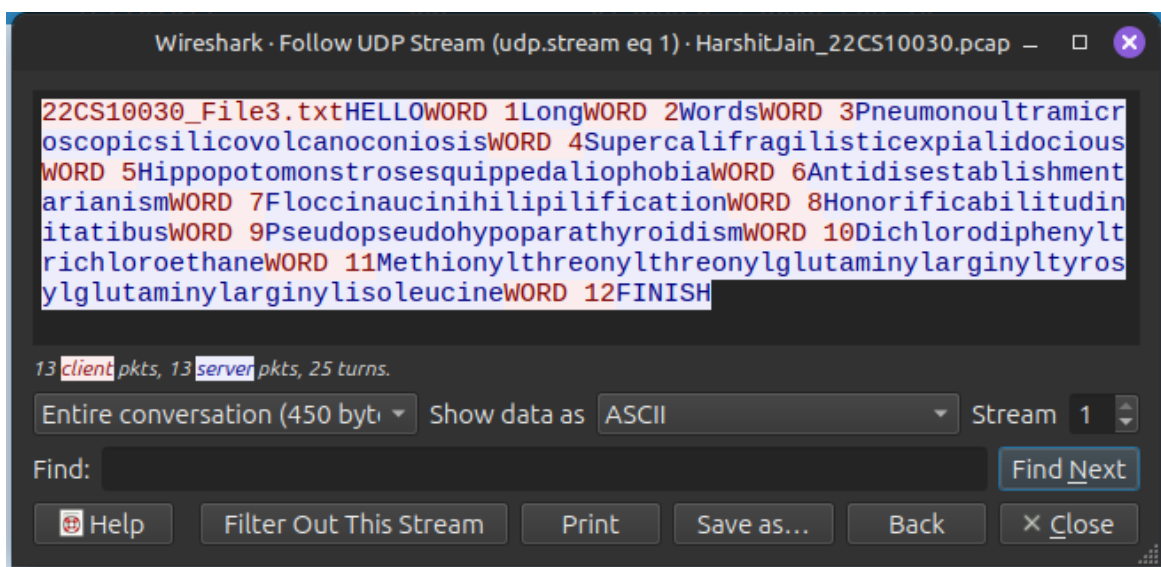 Wireshark · Follow UDP Stream (udp.stream eq 1) · HarshitJain_22CS10030.pcap
22CS10030_File3.txtHELLOWORD 1LongWORD 2WordsWORD 3Pneumonoultramicr
oscopicsilicovolcanoconiosisWORD 4Supercalifragilisticexpialidocious
WORD 5HippopotomonstrosesquippedaliophobiaWORD 6Antidisestablishment
arianismWORD 7FloccinaucinihilipilificationWORD 8Honorificabilitudin
itatibusWORD 9PseudopseudohypoparathyroidismWORD 10Dichlorodiphenylt
richloroethaneWORD 11Methionylthreonylthreonylglutaminylarginyltyros
ylglutaminylarginylisoleucineWORD 12FINISH
13 client pkts, 13 server pkts, 25 turns.
Entire conversation (450 byt Show data as ASCII Stream 1
Find: Find Next
Help Filter Out This Stream Print Save as... Back Close